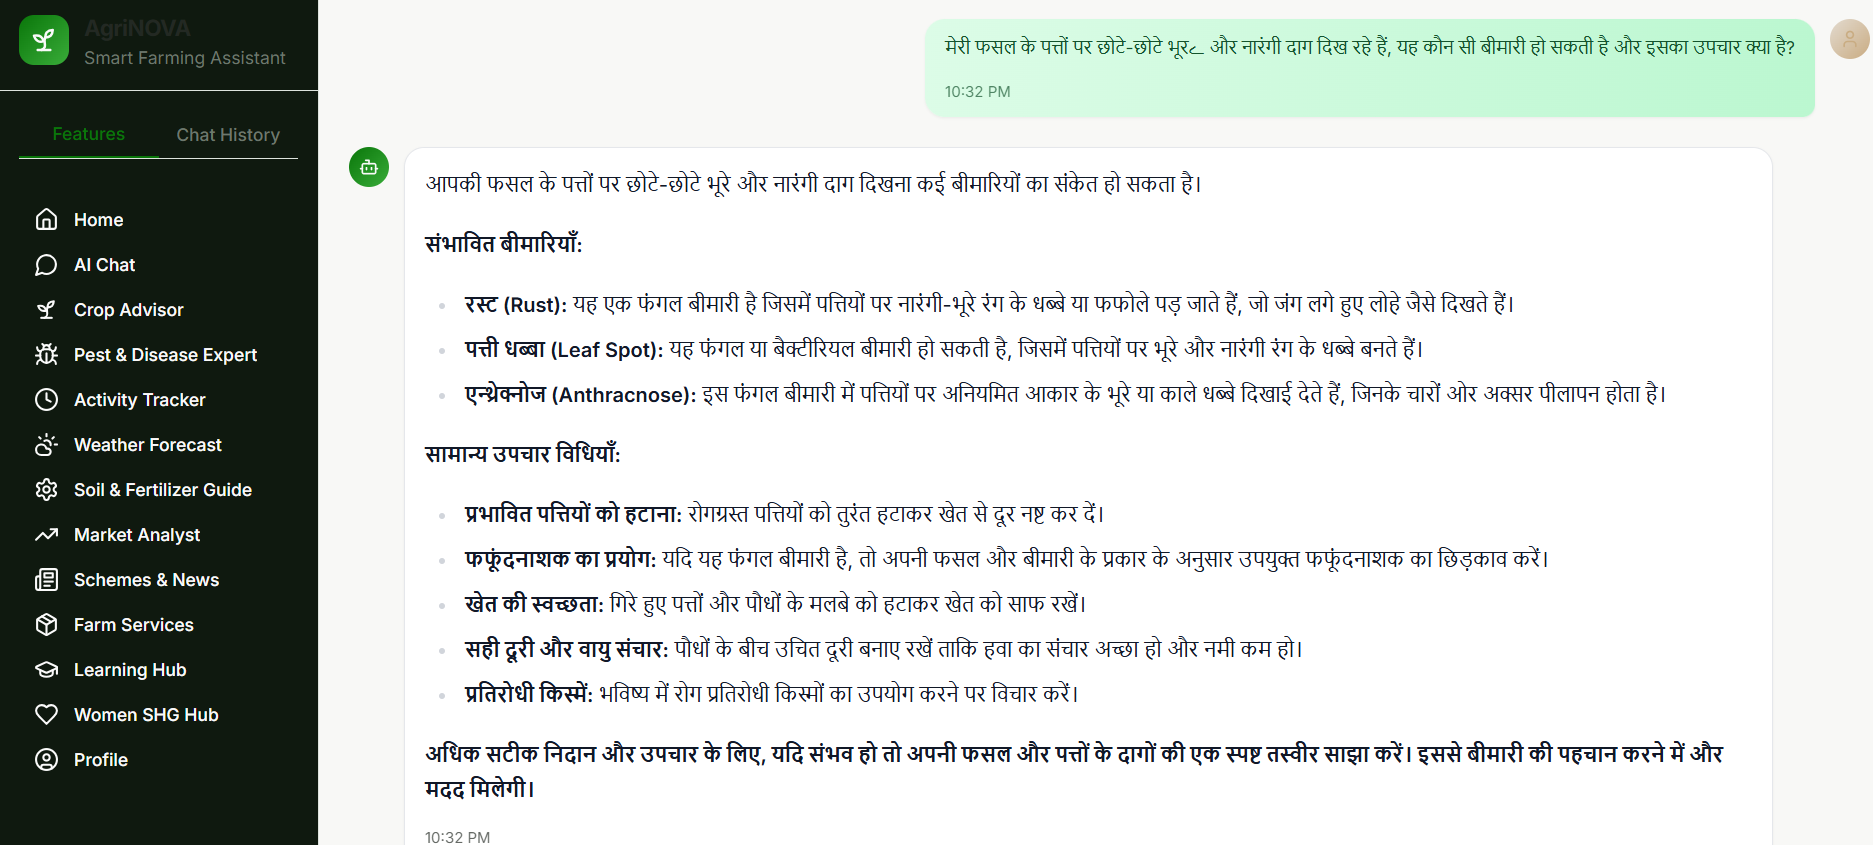 AgriNOVA
Smart Farming Assistant
Features
Chat History
Home
AI Chat
Crop Advisor
Pest & Disease Expert
Activity Tracker
Weather Forecast
Soil & Fertilizer Guide
Market Analyst
Schemes & News
Farm Services
Learning Hub
Women SHG Hub
Profile
मेरी फसल के पत्तों पर छोटे-छोटे और नारंगी दाग दिख रहे हैं, यह कौन सी बीमारी हो सकती है और इसका उपचार क्या है?
10:32 PM
आपकी फसल के पत्तों पर छोटे-छोटे भूरे और नारंगी दाग दिखना कई बीमारियों का संकेत हो सकता है।
संभावित बीमारियाँ:
रस्ट (Rust): यह एक फंगल बीमारी है जिसमें पत्तियों पर नारंगी-भूरे रंग के धब्बे या फफोले पड़ जाते हैं, जो जंग लगे हुए लोहे जैसे दिखते हैं।
पत्ती धब्बा (Leaf Spot): यह फंगल या बैक्टीरियल बीमारी हो सकती है, जिसमें पत्तियों पर भूरे और नारंगी रंग के धब्बे बनते हैं।
एन्थ्रेक्नोज (Anthracnose): इस फंगल बीमारी में पत्तियों पर अनियमित आकार के भूरे या काले धब्बे दिखाई देते हैं, जिनके चारों ओर अक्सर पीलापन होता है।
सामान्य उपचार विधियाँ:
प्रभावित पत्तियों को हटाना: रोगग्रस्त पत्तियों को तुरंत हटाकर खेत से दूर नष्ट कर दें।
फफूंदनाशक का प्रयोग: यदि यह फंगल बीमारी है, तो अपनी फसल और बीमारी के प्रकार के अनुसार उपयुक्त फफूंदनाशक का छिड़काव करें।
खेत की स्वच्छता: गिरे हुए पत्तों और पौधों के मलबे को हटाकर खेत को साफ रखें।
सही दूरी और वायु संचार: पौधों के बीच उचित दूरी बनाए रखें ताकि हवा का संचार अच्छा हो और नमी कम हो।
प्रतिरोधी किस्में: भविष्य में रोग प्रतिरोधी किस्मों का उपयोग करने पर विचार करें।
अधिक सटीक निदान और उपचार के लिए, यदि संभव हो तो अपनी फसल और पत्तों के दागों की एक स्पष्ट तस्वीर साझा करें। इससे बीमारी की पहचान करने में और
मदद मिलेगी।
10:32 PM